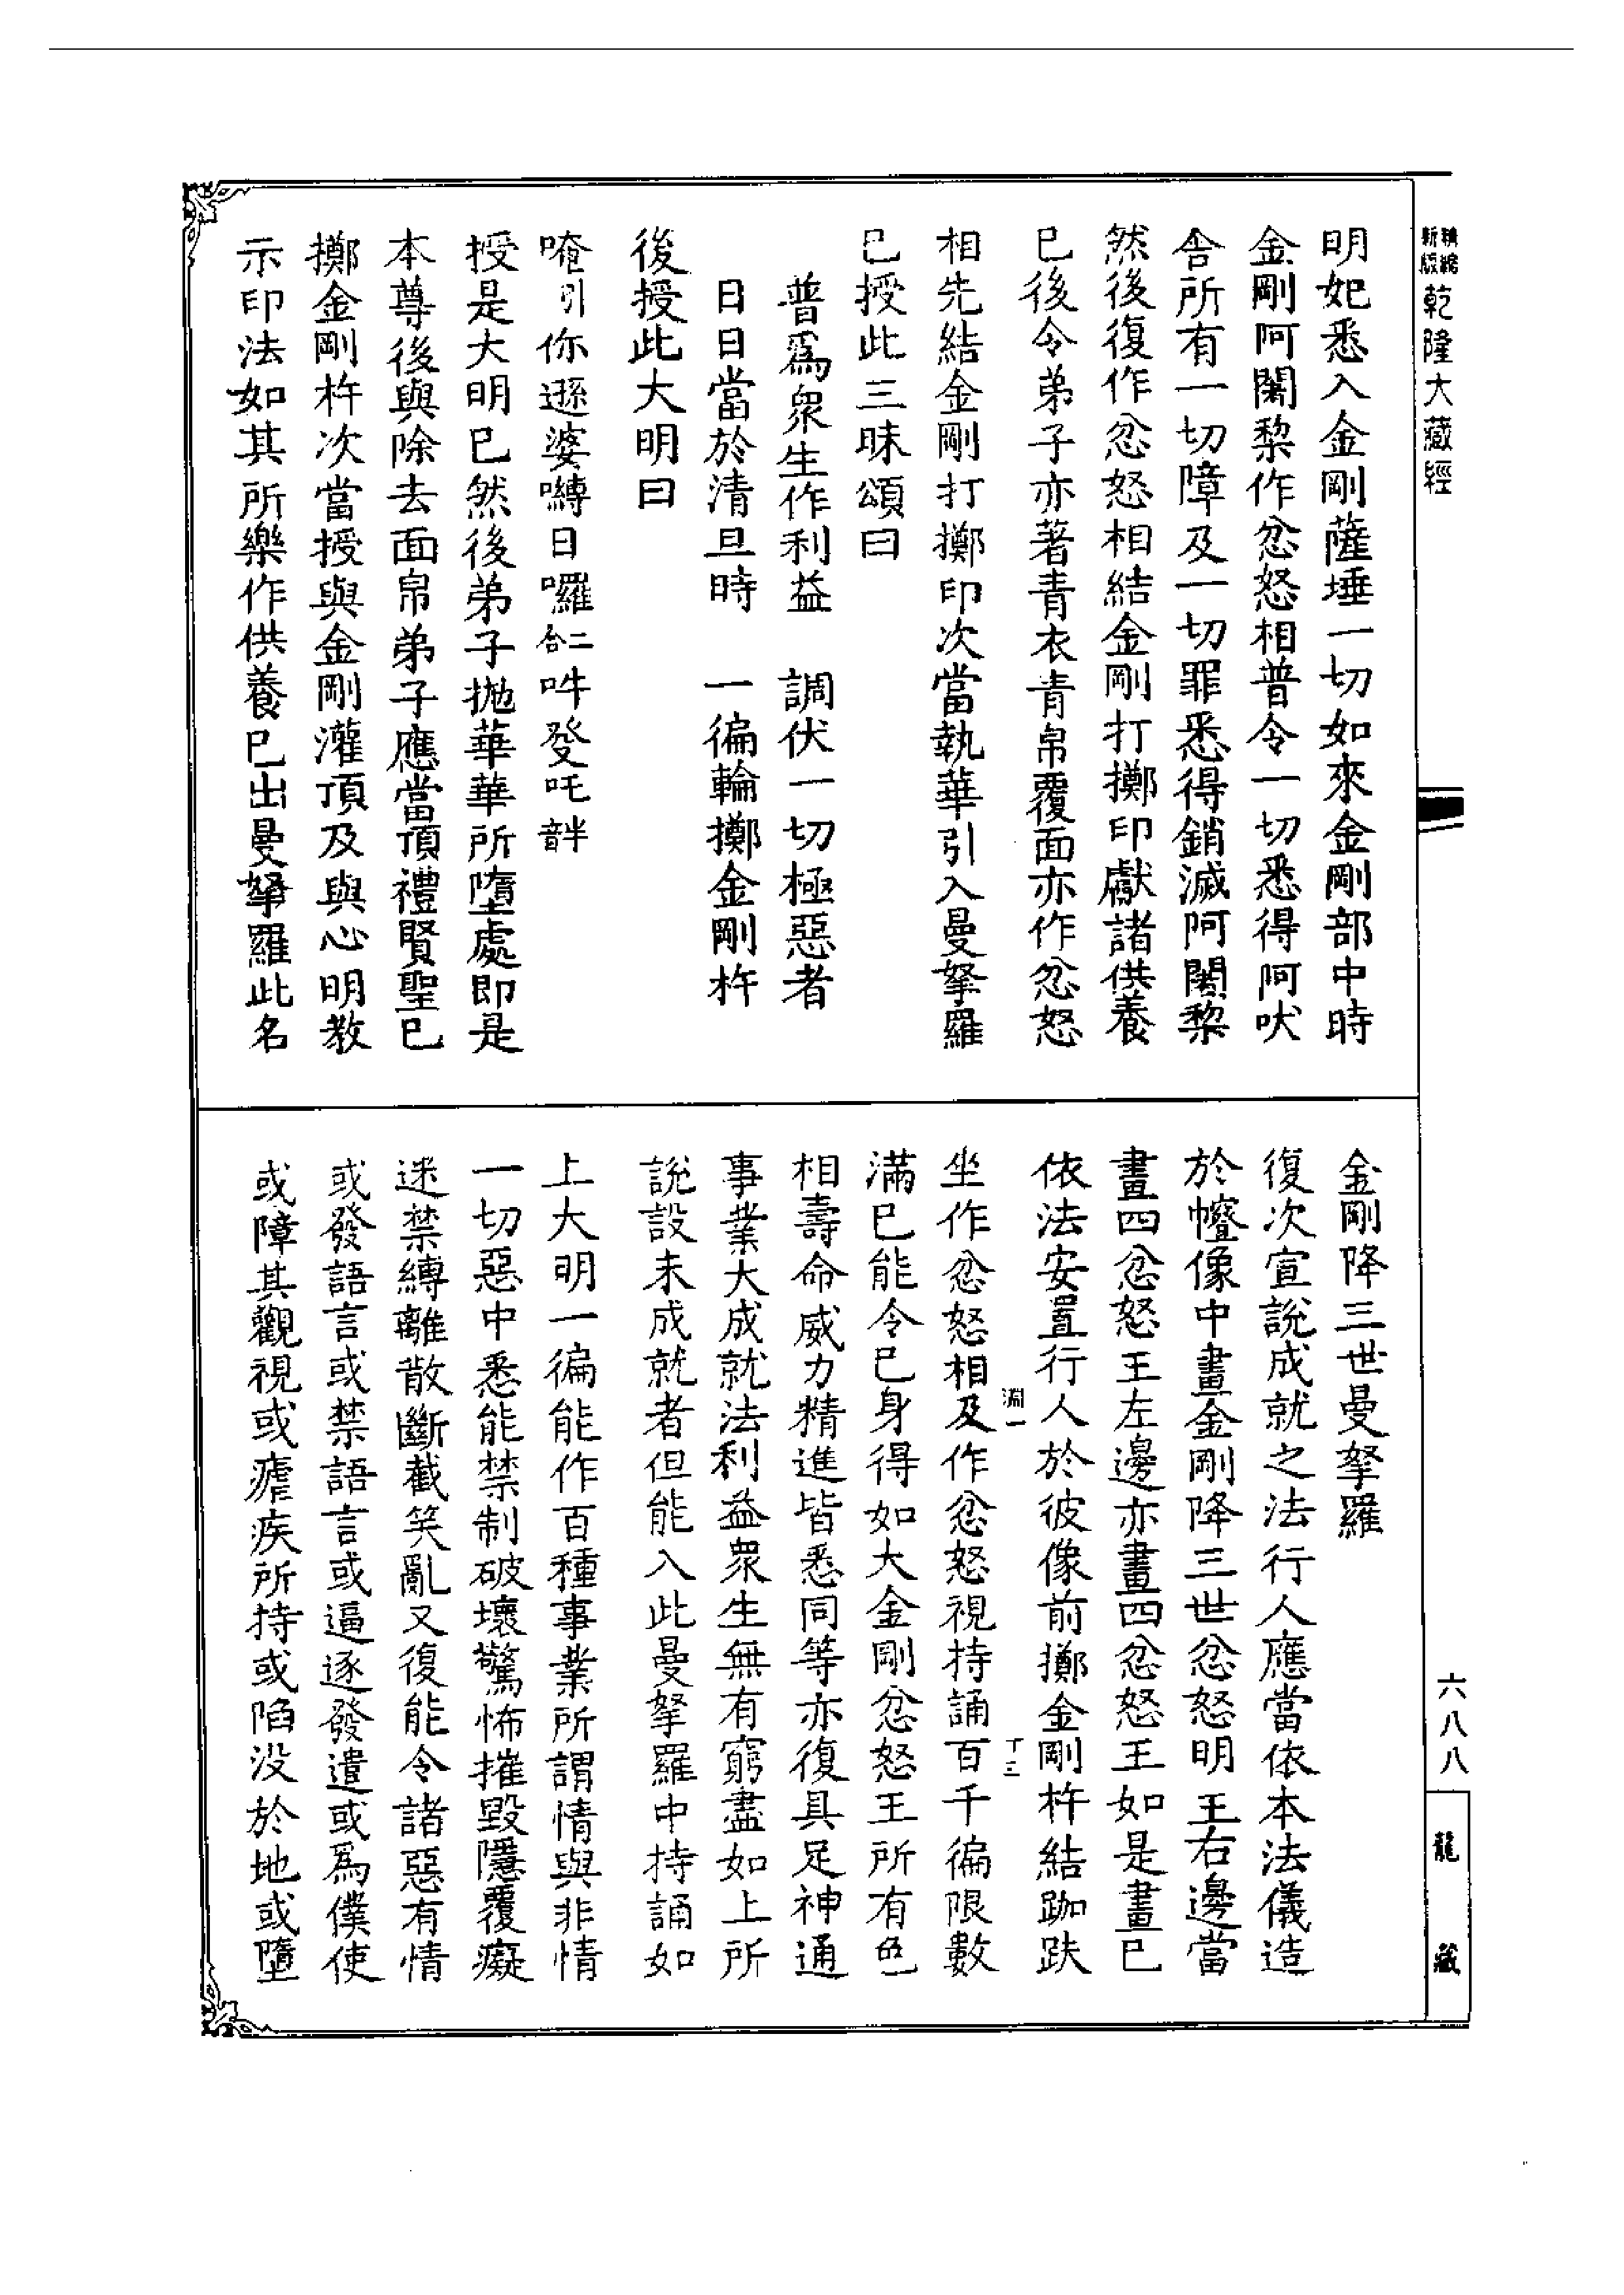 新版
精縮
乾隆大藏經
明妃悉入金剛薩埵一切如來金剛部中時
金剛阿闍黎作忿怒相普令一切悉得阿吠
舍所有一切障及一切罪悉得銷滅阿闍黎
然後復作忿怒相結金剛打擲印獻諸供養
已後令弟子亦著青衣青帛覆面亦作忿怒
相先結金剛打擲印次當執華引入曼拏羅
已授此三昧頌曰
普為衆生作利益　調伏一切極惡者
日日當於清旦時　一徧輪擲金剛杵
後授此大明曰
唵引你遜婆嚩日囉二合吽癹吒半音
授是大明已然後弟子拋華華所墮處即是
本尊後與除去面帛弟子應當頂禮賢聖已
擲金剛杵次當授與金剛灌頂及與心明教
示印法如其所樂作供養已出曼拏羅此名
金剛降三世曼拏羅
復次宣說成就之法行人應當依本法儀造
於㡧像中畫金剛降三世忿怒明王右邊當
畫四忿怒王左邊亦畫四忿怒王如是畫已
依法安置行人於彼像前擲金剛杵結跏趺
淵一
丁三
坐作忿怒相及作忿怒視持誦百千徧限數
滿已能令已身得如大金剛忿怒王所有色
相壽命威力精進皆悉同等亦復具足神通
事業大成就法利益衆生無有窮盡如上所
說設未成就者但能入此曼拏羅中持誦如
上大明一徧能作百種事業所謂情與非情
一切惡中悉能禁制破壞驚怖摧毀隱覆癡
迷禁縛離散斷截笑亂又復能令諸惡有情
或發語言或禁語言或逼逐發遣或為僕使
或障其觀視或瘧疾所持或陷没於地或墮
六八八
龍藏